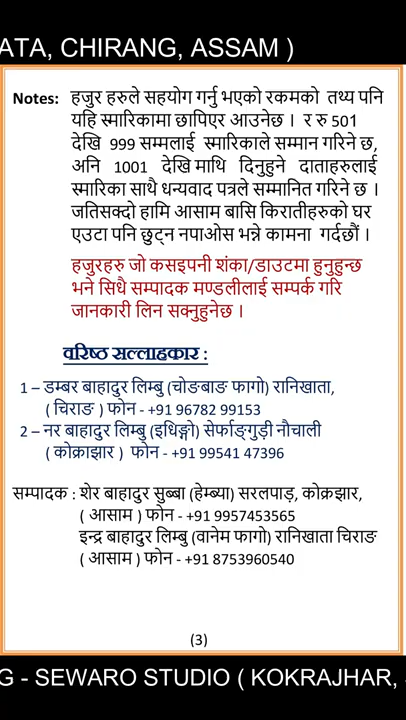 ATA, CHIRANG, ASSAM )
Notes: हजुर हरुले सहयोग गर्नु भएको रकमको तथ्य पनि
यहि स्मारिकामा छापिएर आउनेछ । र रु 501
देखि 999 सम्मलाई स्मारिकाले सम्मान गरिने छ,
अनि 1001 देखि माथि दिनुहुने दाताहरुलाई
स्मारिका साथै धन्यवाद पत्रले सम्मानित गरिने छ ।
जतिसक्दो हामि आसाम बासि किरातीहरुको घर
एउटा पनि छुट्न नपाओस भन्ने कामना गर्दछौं ।
हजुरहरु जो कसइपनी शंका/डाउटमा हुनुहुन्छ
भने सिधै सम्पादक मण्डलीलाई सम्पर्क गरि
जानकारी लिन सक्नुहुनेछ ।
वरिष्ठ सल्लाहकार :
1 – डम्बर बाहादुर लिम्बु (चोङबाङ फागो) रानिखाता,
( चिराङ ) फोन - +91 96782 99153
2 – नर बाहादुर लिम्बु (इधिङ्गो) सेर्फाङ्गुड़ी नौचाली
( कोक्राझार ) फोन - +91 99541 47396
सम्पादक : शेर बाहादुर सुब्बा (हेम्ब्या) सरलपाड़, कोक्रझार,
( आसाम ) फोन - +91 9957453565
इन्द्र बाहादुर लिम्बु (वानेम फागो) रानिखाता चिराङ
( आसाम ) फोन - +91 8753960540
(3)
G - SEWARO STUDIO ( KOKRAJHAR,